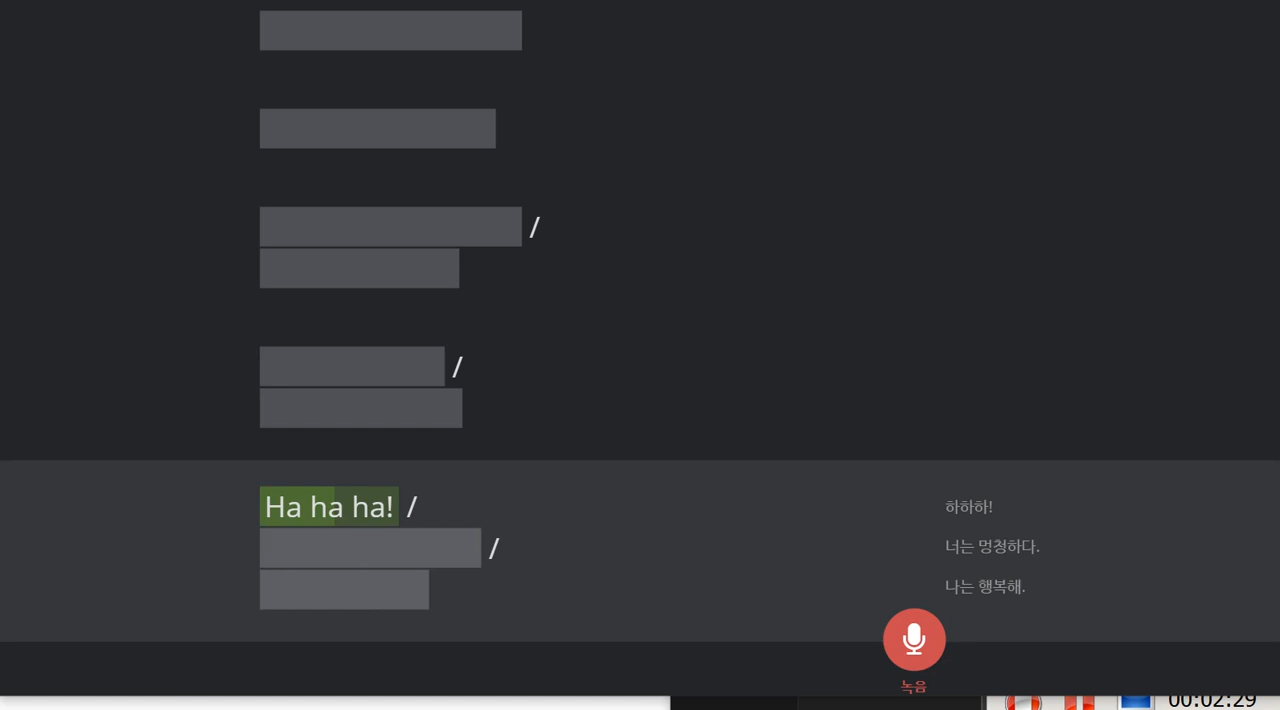 /
/
Ha ha ha! /
/
하하하!
너는 멍청하다.
나는 행복해.
녹음
00:02:29